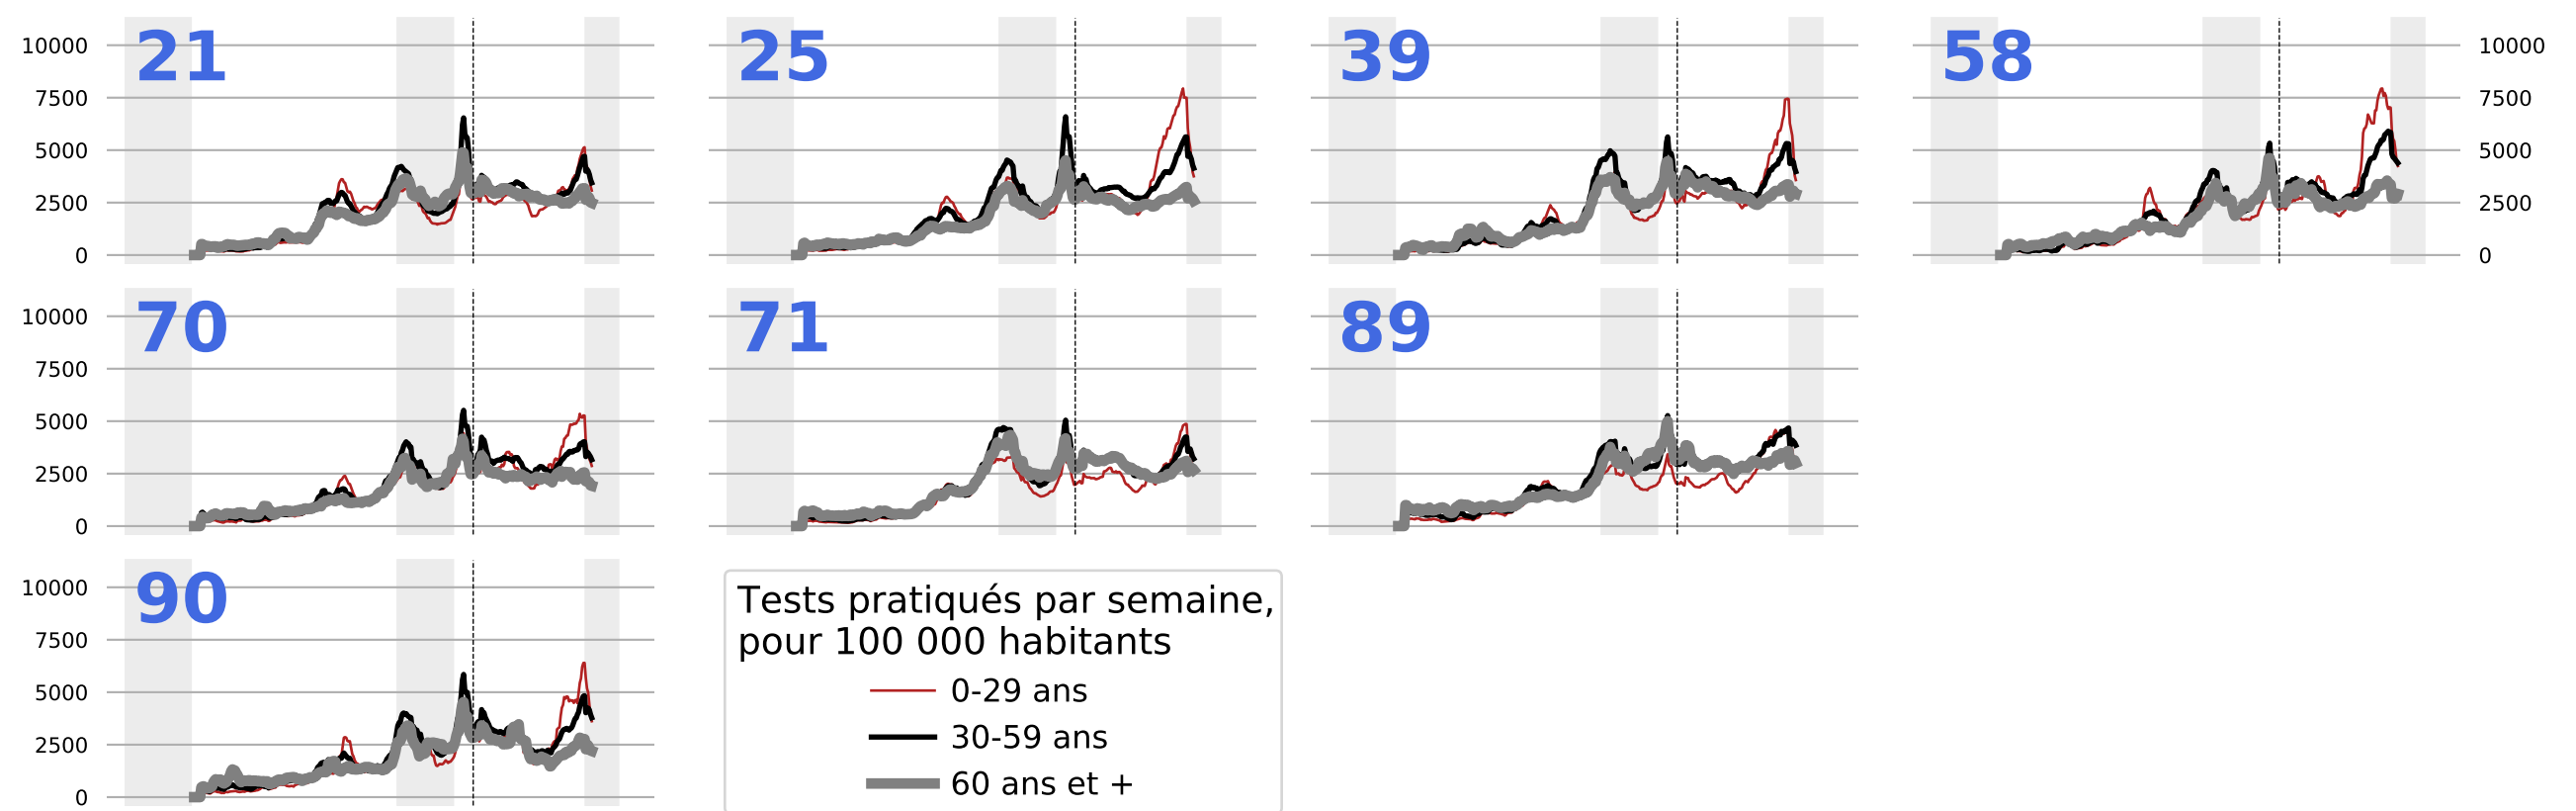 10000 21 25 39 58 10000
7500 7500
5000 5000
2500 2500
0 0
10000 70 71 89
7500
5000
2500
0
10000 90
7500
5000
2500
0
Tests pratiqués par semaine,
pour 100 000 habitants
0-29 ans
30-59 ans
60 ans et +